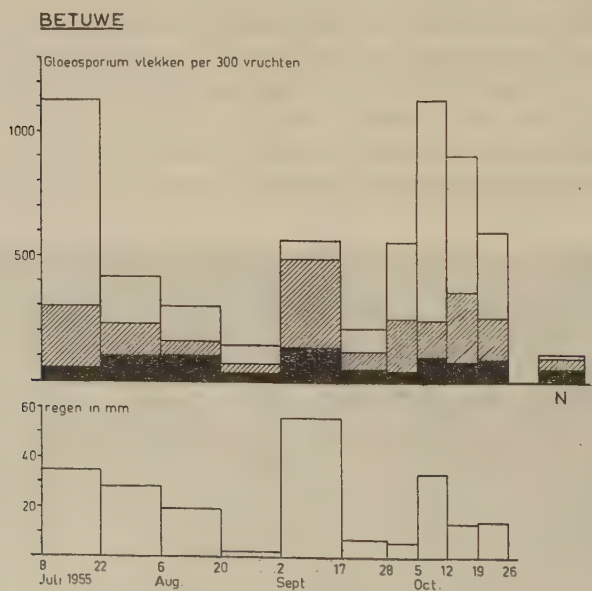 BETUWE
Gloeosporium vlekken per 300 vruchten
1000
500
N
60 regen in mm
40
20
8 22 6 20 2 17 28 5 12 19 26
Juli 1955 Aug. Sept Oct.